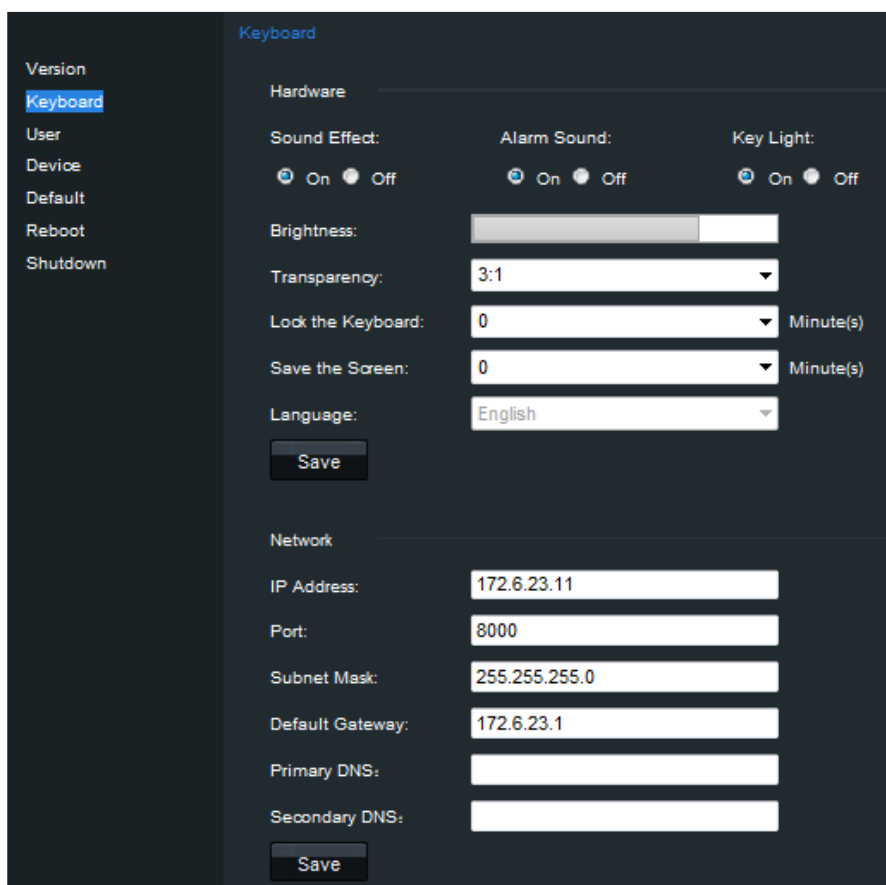 Keyboard
Version
Keyboard
User
Device
Default
Reboot
Shutdown
Hardware
Sound Effect: Alarm Sound: Key Light:
On Off On Off On Off
Brightness:
Transparency: 3:1
Lock the Keyboard: 0 Minute(s)
Save the Screen: 0 Minute(s)
Language: English
Save
Network
IP Address: 172.6.23.11
Port: 8000
Subnet Mask: 255.255.255.0
Default Gateway: 172.6.23.1
Primary DNS:
Secondary DNS:
Save